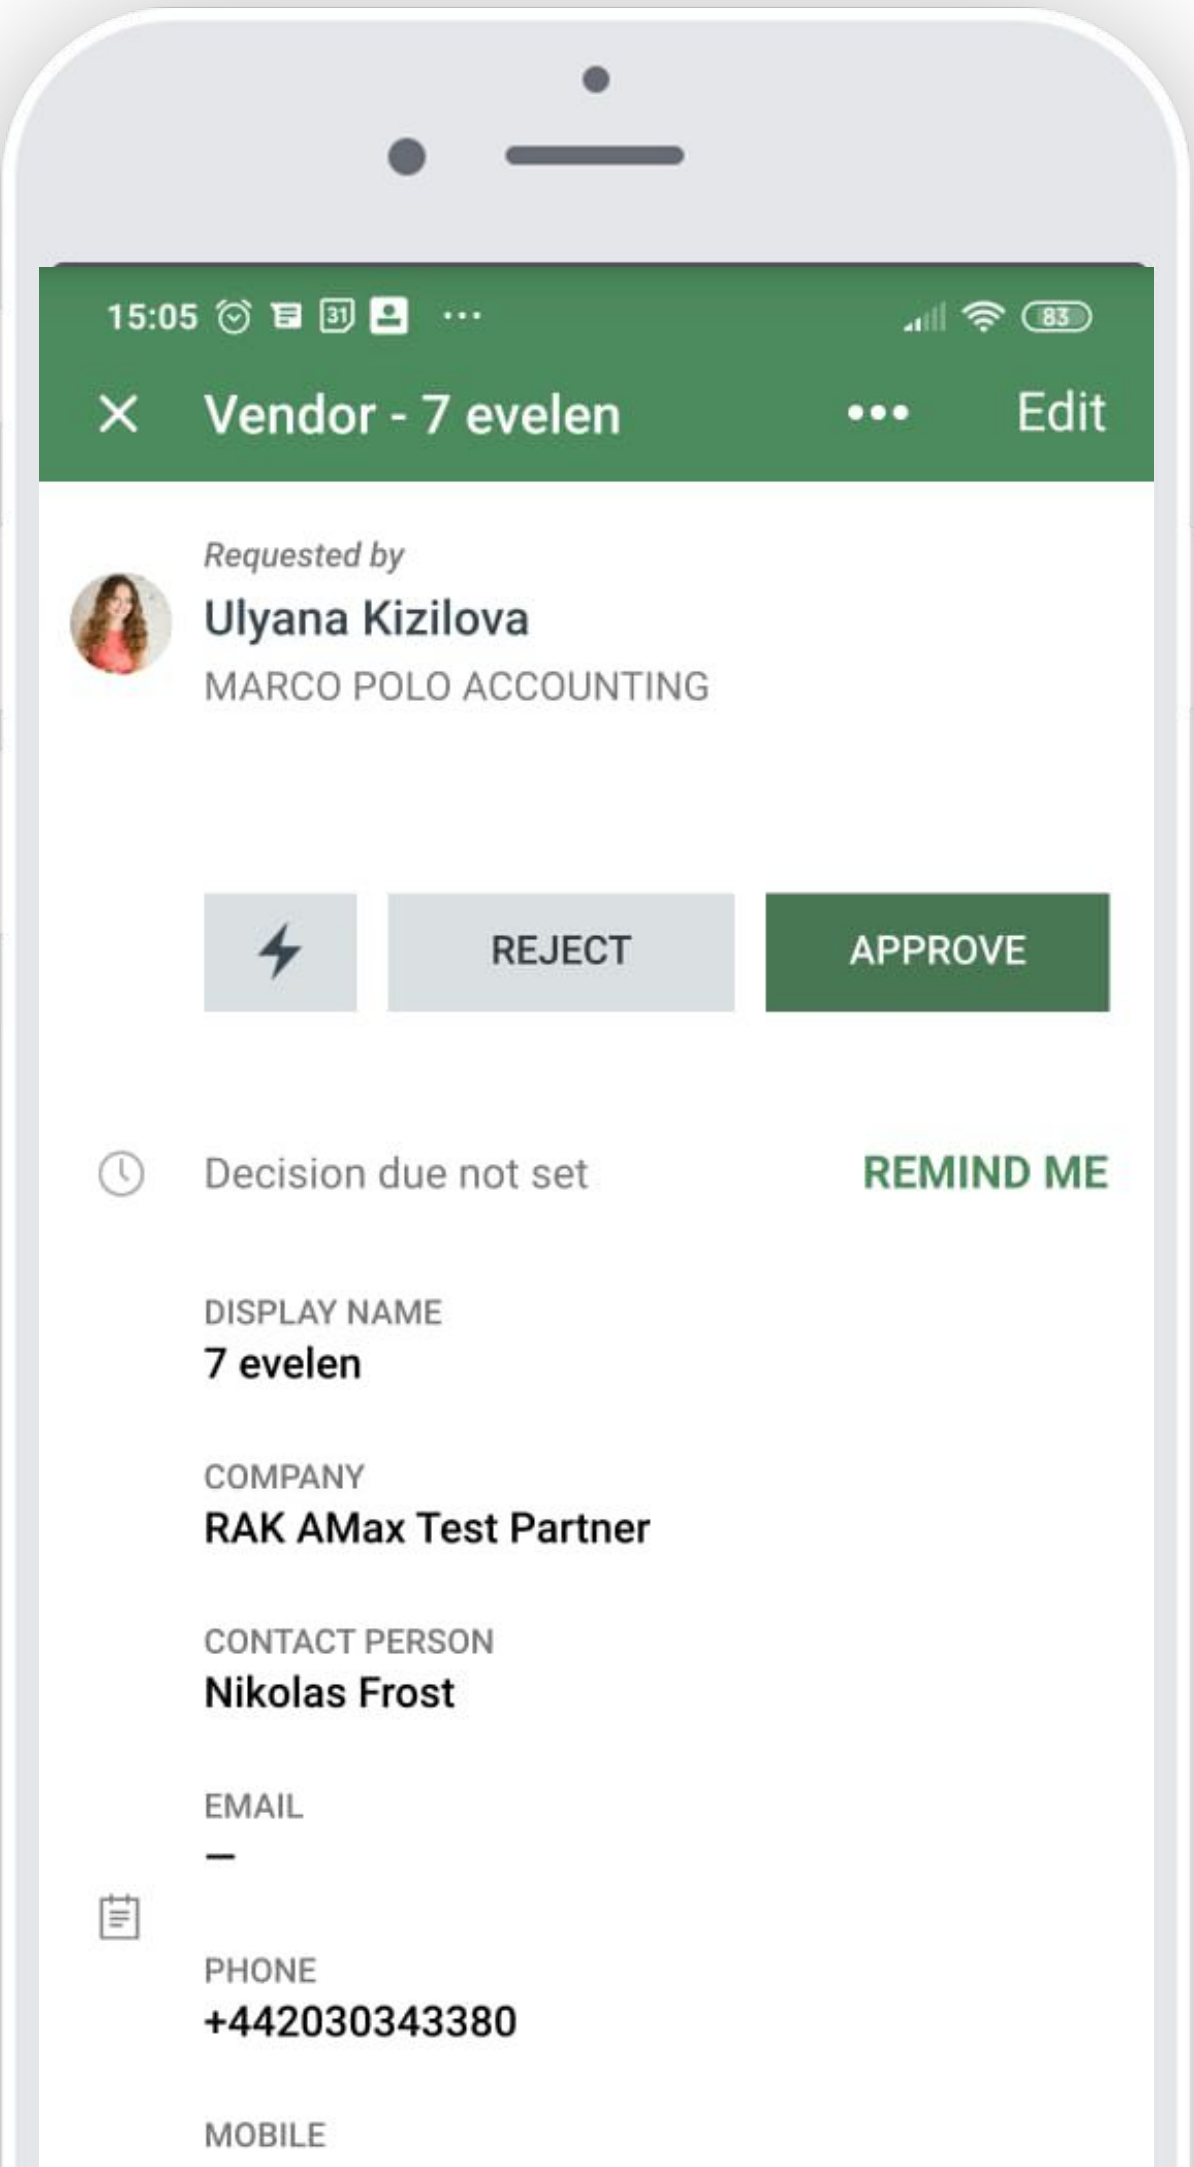 15:05 31 ... 83
Vendor - 7 evelen ••• Edit
Requested by
Ulyana Kizilova
MARCO POLO ACCOUNTING
REJECT APPROVE
Decision due not set REMIND ME
DISPLAY NAME
7 evelen
COMPANY
RAK AMax Test Partner
CONTACT PERSON
Nikolas Frost
EMAIL
—
PHONE
+442030343380
MOBILE